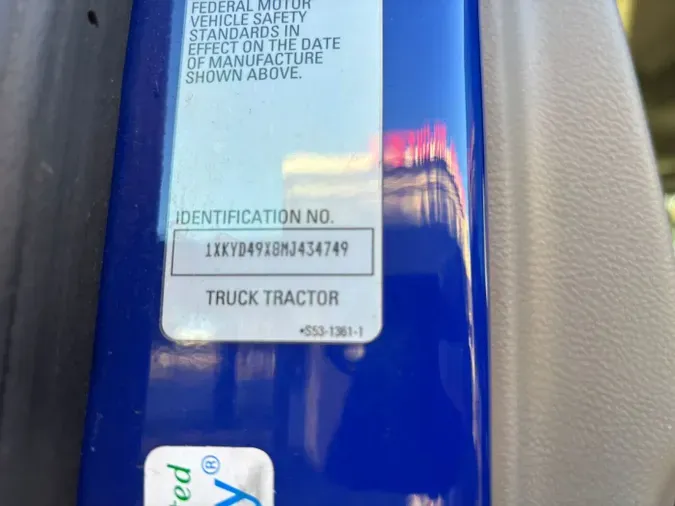 FEDERAL MOTOR
VEHICLE SAFETY
STANDARDS IN
EFFECT ON THE DATE
OF MANUFACTURE
SHOWN ABOVE.
IDENTIFICATION NO.
1XKYD49X8MJ434749
TRUCK TRACTOR
•S53-1361-1
®